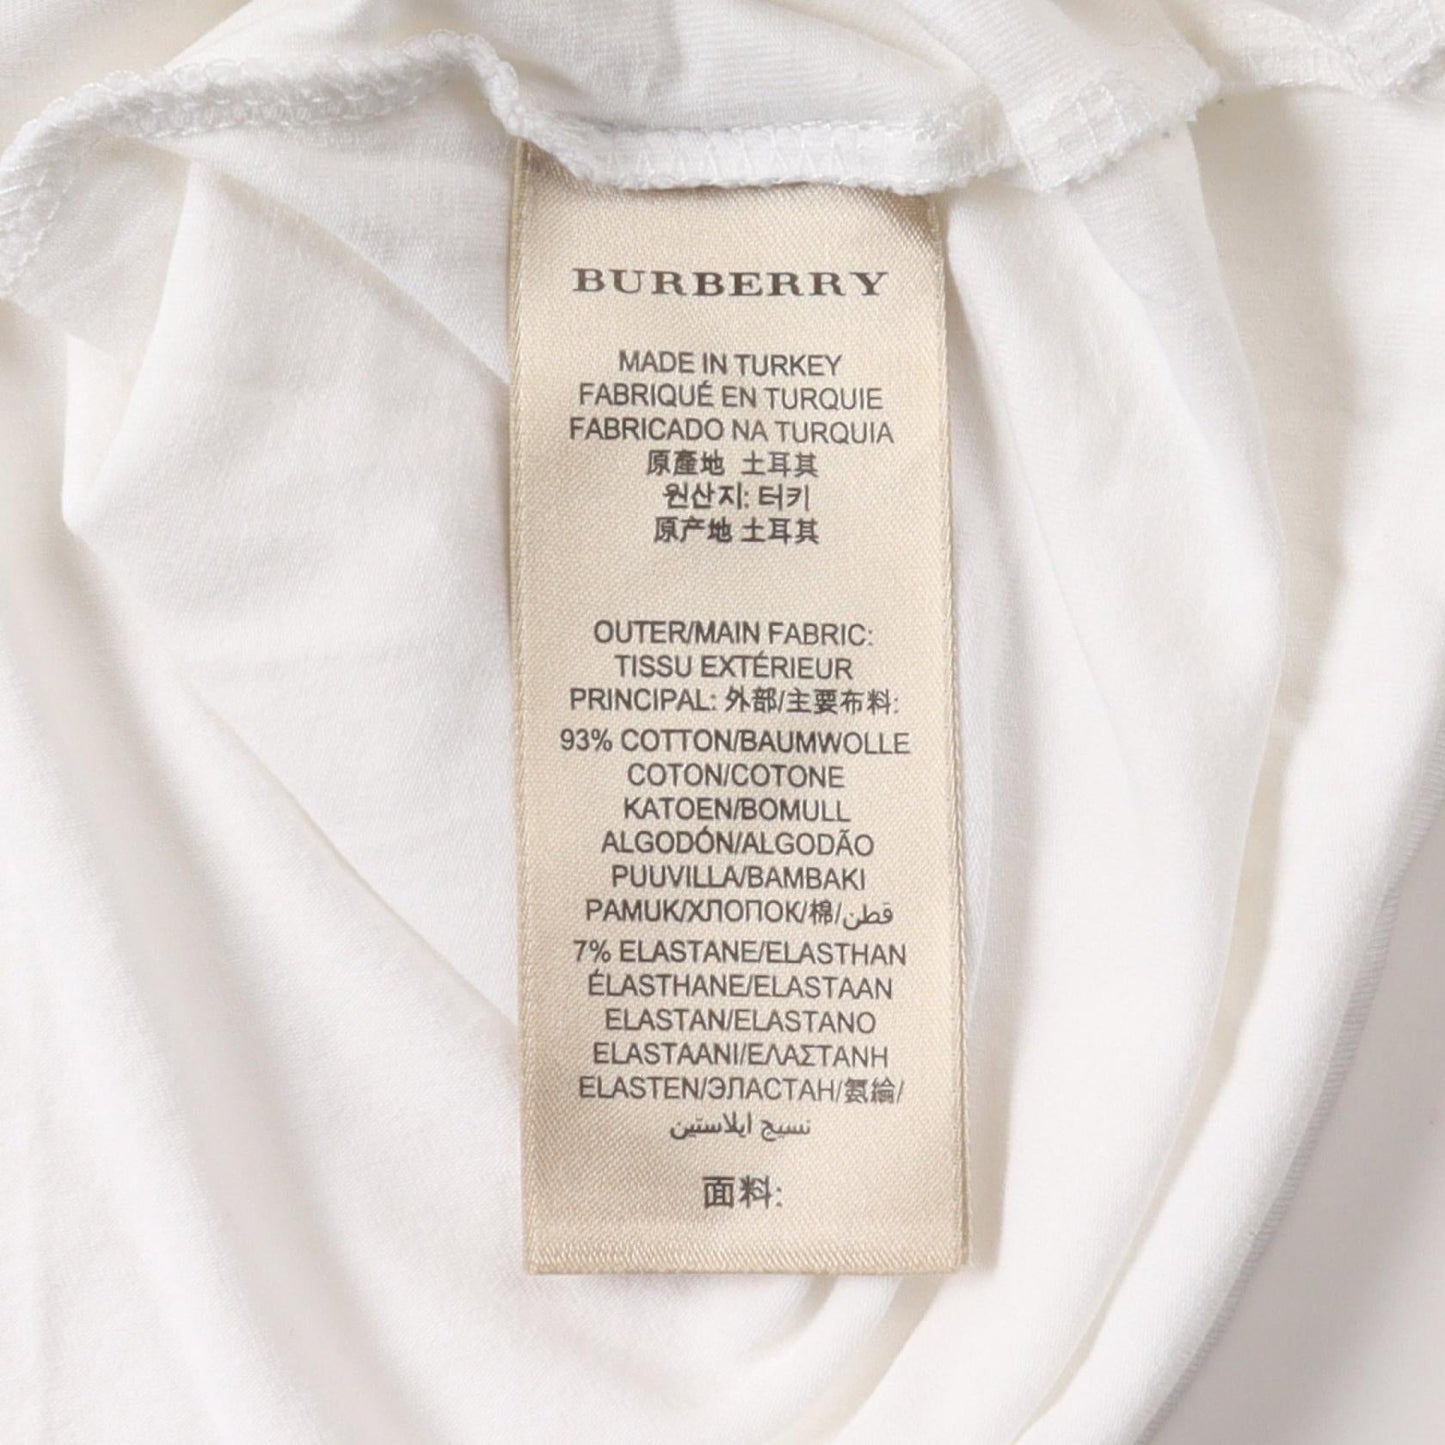 BURBERRY
MADE IN TURKEY
FABRIQUÉ EN TURQUIE
FABRICADO NA TURQUIA
原產地 土耳其
원산지: 터키
原产地 土耳其
OUTER/MAIN FABRIC:
TISSU EXTÉRIEUR
PRINCIPAL: 外部/主要布料:
93% COTTON/BAUMWOLLE
COTON/COTONE
KATOEN/BOMULL
ALGODÓN/ALGODÃO
PUUVILLA/BAMBAKI
PAMUK/ХЛОПОК/棉/قطن
7% ELASTANE/ELASTHAN
ÉLASTHANE/ELASTAAN
ELASTAN/ELASTANO
ELASTAANI/ΕΛΑΣΤΑΝΗ
ELASTEN/ЭЛАСТАН/氨綸/
نسيج ايلاستين
面料: